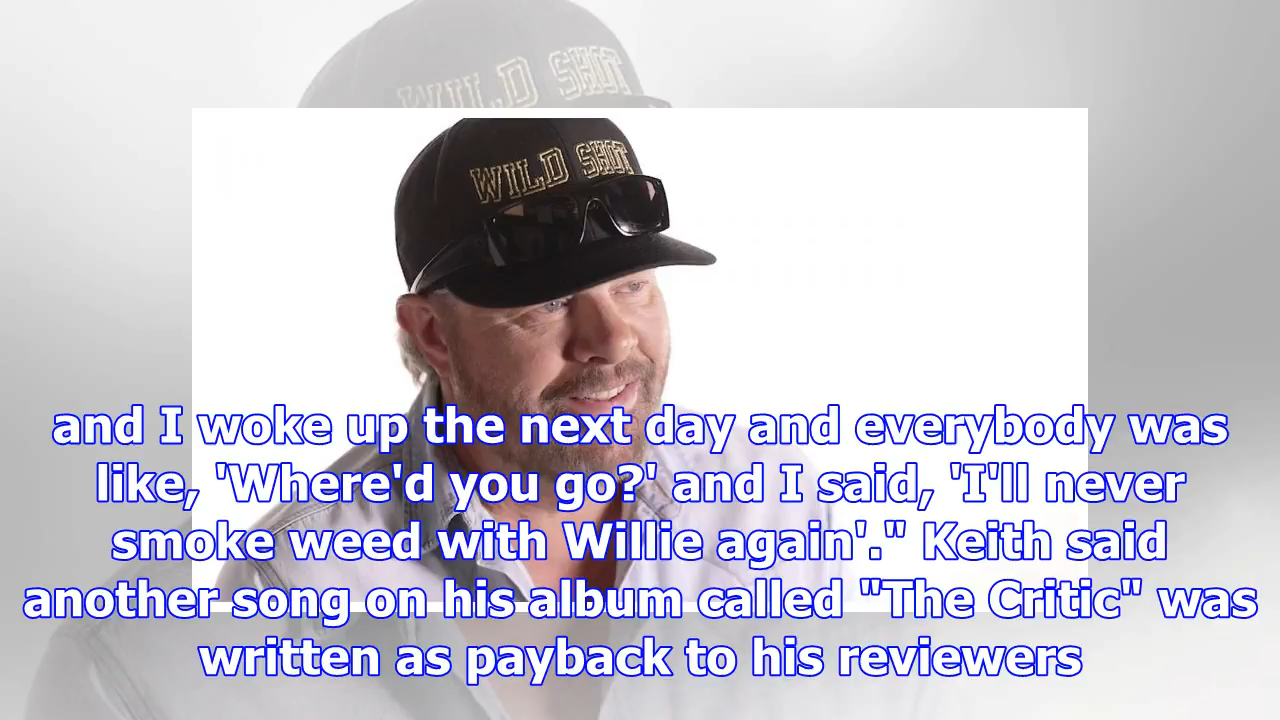 WILD SHOT
WILD SHOT
and I woke up the next day and everybody was
like, 'Where'd you go?' and I said, 'I'll never
smoke weed with Willie again'." Keith said
another song on his album called "The Critic" was
written as payback to his reviewers